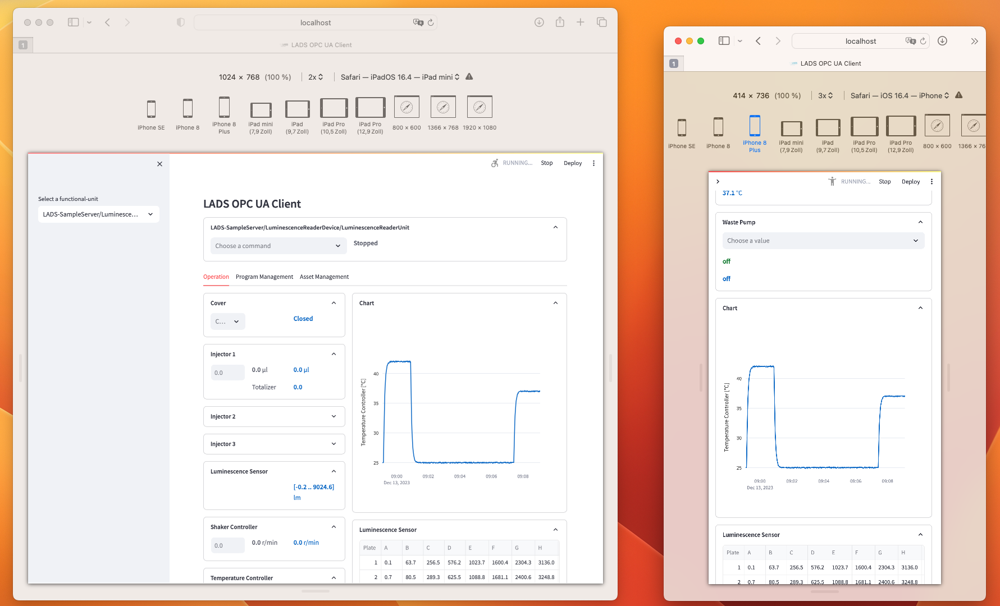 localhost
1
LADS OPC UA Client
1024 × 768 (100 %)
2x
Safari — iPadOS 16.4 — iPad mini
iPhone SE
iPhone 8
iPhone 8 Plus
iPad mini (7,9 Zoll)
iPad (9,7 Zoll)
iPad Pro (10,5 Zoll)
iPad Pro (12,9 Zoll)
800 × 600
1366 × 768
1920 × 1080
RUNNING...
Stop
Deploy
Select a functional-unit
LADS-SampleServer/Luminesce...
LADS OPC UA Client
LADS-SampleServer/LuminescenceReaderDevice/LuminescenceReaderUnit
Choose a command
Stopped
Operation
Program Management
Asset Management
Cover
C...
Closed
Injector 1
0.0
0.0 µl
0.0 µl
Totalizer
0.0
Injector 2
Injector 3
Luminescence Sensor
[-0.2 .. 9024.6]
lm
Shaker Controller
0.0
0.0 r/min
0.0 r/min
Temperature Controller
Chart
Temperature Controller [°C]
40
35
30
25
09:00
Dec 13, 2023
09:02
09:04
09:06
09:08
Luminescence Sensor
Plate A B C D E F G H
1 0.1 63.7 256.5 576.2 1023.7 1600.4 2304.3 3136.0
2 0.7 80.5 289.3 625.5 1088.8 1681.1 2400.6 3248.8
localhost
1
LADS OPC UA Client
414 × 736 (100 %)
3x
Safari — iOS 16.4 — iPhone
iPhone SE
iPhone 8
iPhone 8 Plus
iPad mini (7,9 Zoll)
iPad (9,7 Zoll)
iPad Pro (10,5 Zoll)
iPad Pro (12,9 Zoll)
800 × 600
1366 × 76
RUNNING...
Stop
Deploy
37.1 °C
Waste Pump
Choose a value
off
off
Chart
Temperature Controller [°C]
40
35
30
25
09:00
Dec 13, 2023
09:02
09:04
09:06
09:08
Luminescence Sensor
Plate A B C D E F G H
1 0.1 63.7 256.5 576.2 1023.7 1600.4 2304.3 3136.0
2 0.7 80.5 289.3 625.5 1088.8 1681.1 2400.6 3248.8